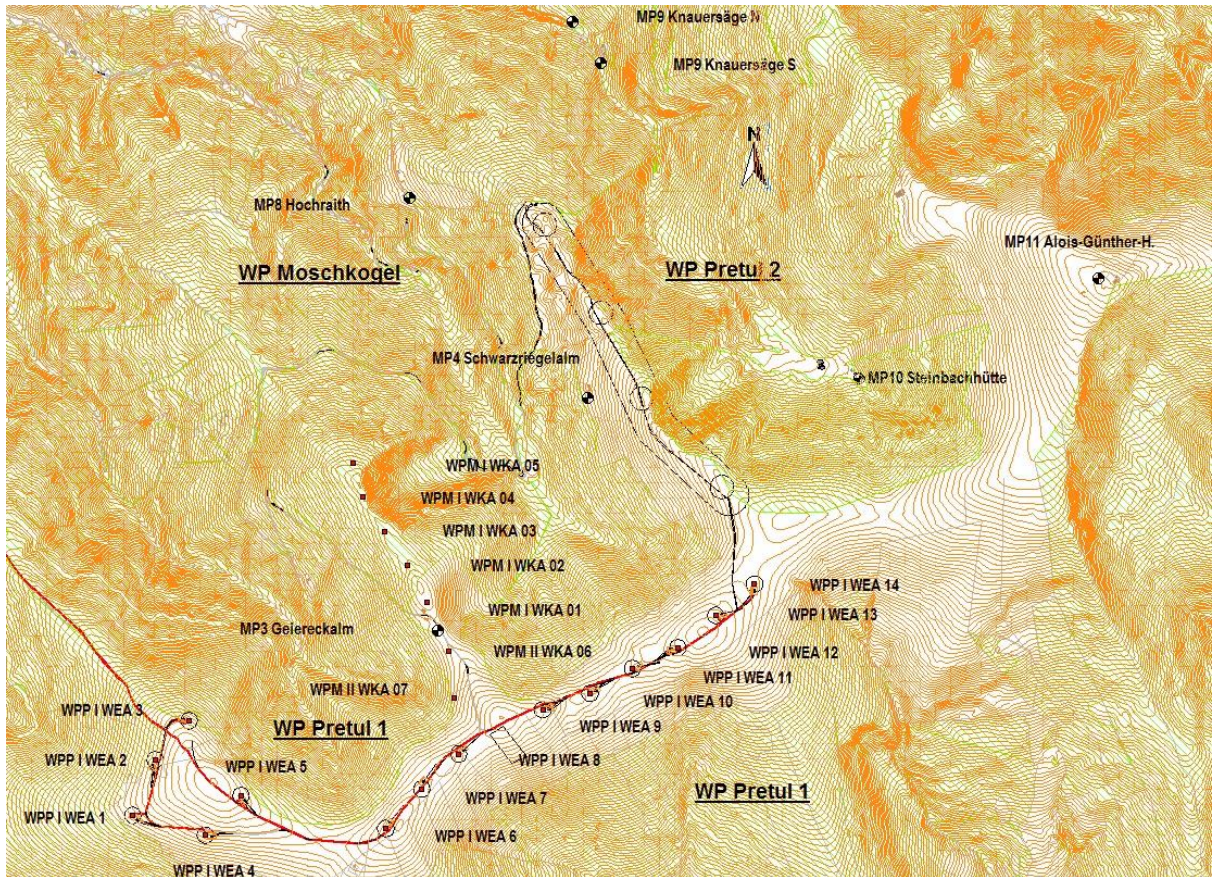 MP9 Knauersäge N
MP9 Knauersäge S
N
MP8 Hochraith
MP11 Alois-Günther-H.
WP Moschkogel
WP Pretul 2
MP4 Schwarzriegelalm
MP10 Steinbachhütte
WPM I WKA 05
WPM I WKA 04
WPM I WKA 03
WPM I WKA 02
WPP I WEA 14
WPM I WKA 01
WPP I WEA 13
MP3 Geiereckalm
WPM II WKA 06
WPP I WEA 12
WPP I WEA 11
WPM II WKA 07
WPP I WEA 10
WPP I WEA 3
WPP I WEA 9
WP Pretul 1
WPP I WEA 2
WPP I WEA 8
WPP I WEA 5
WP Pretul 1
WPP I WEA 7
WPP I WEA 1
WPP I WEA 6
WPP I WEA 4